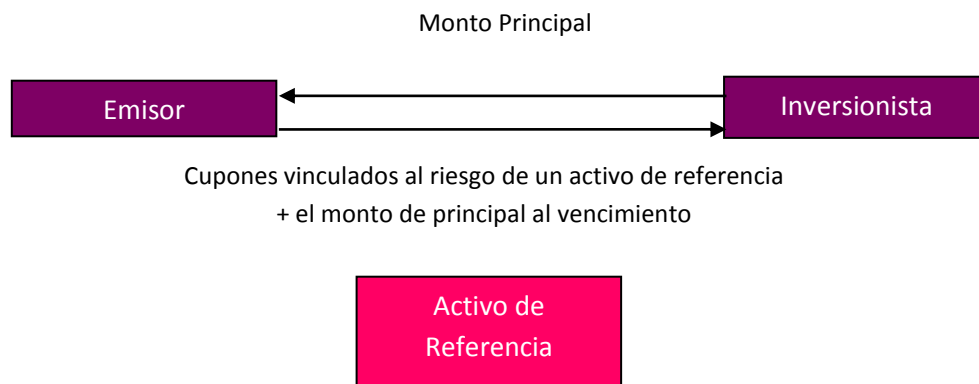 Monto Principal
Emisor
Inversionista
Cupones vinculados al riesgo de un activo de referencia
+ el monto de principal al vencimiento
Activo de
Referencia